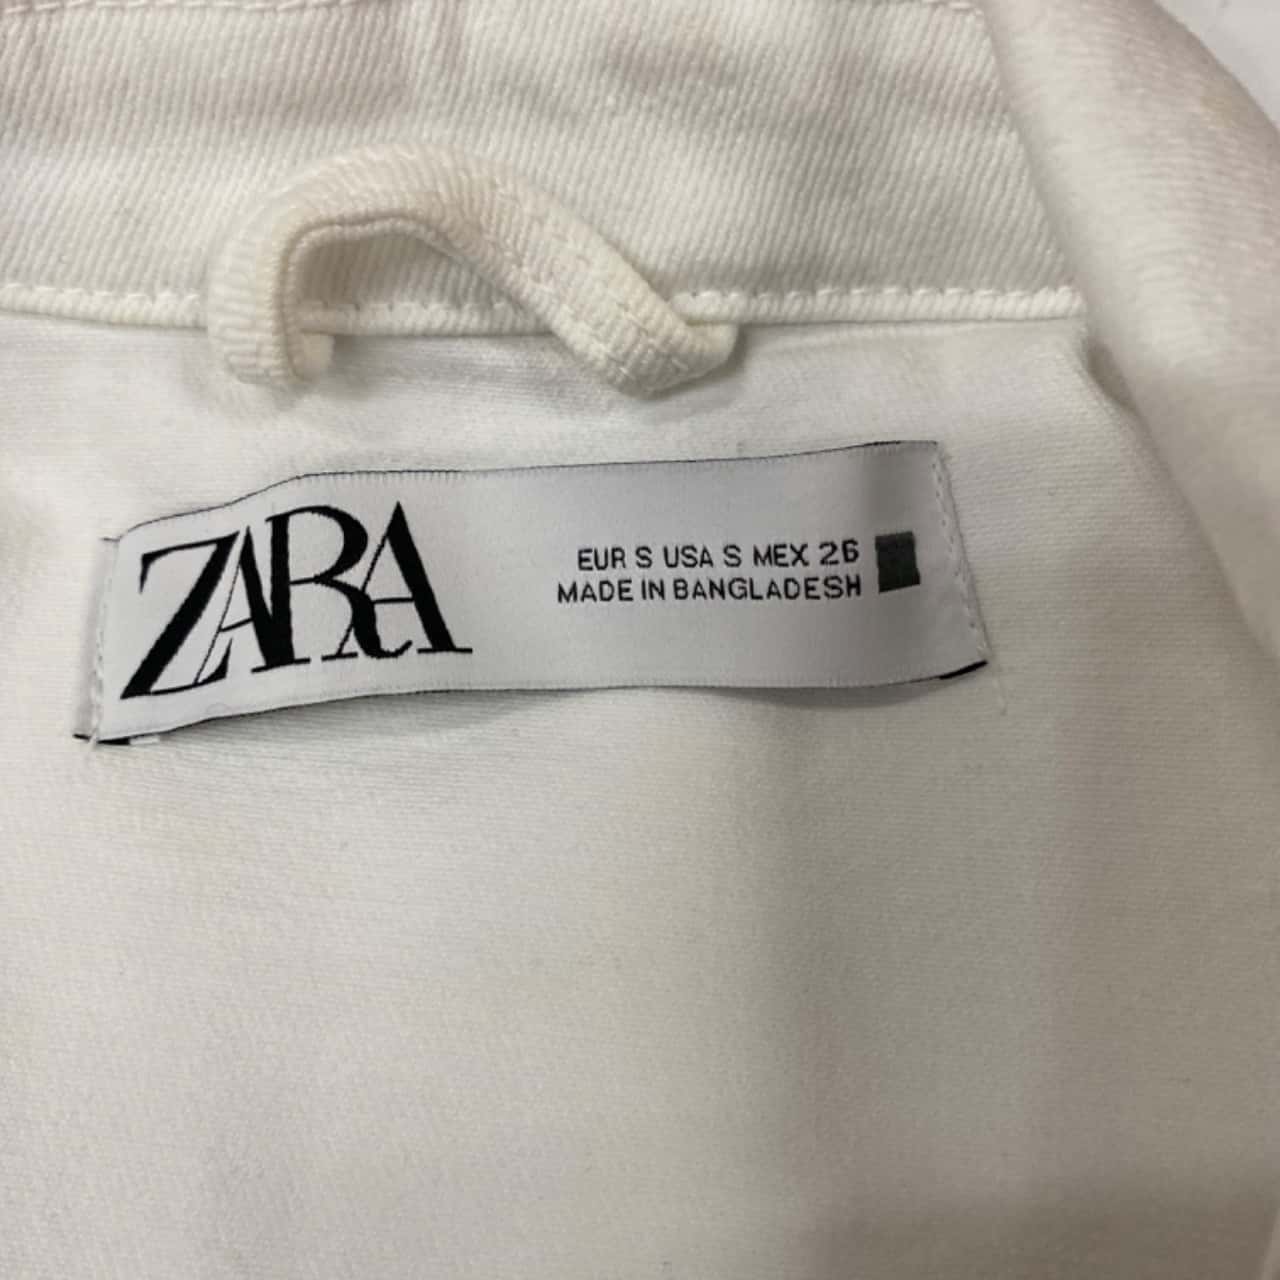 ZARA
EUR S USA S MEX 26
MADE IN BANGLADESH